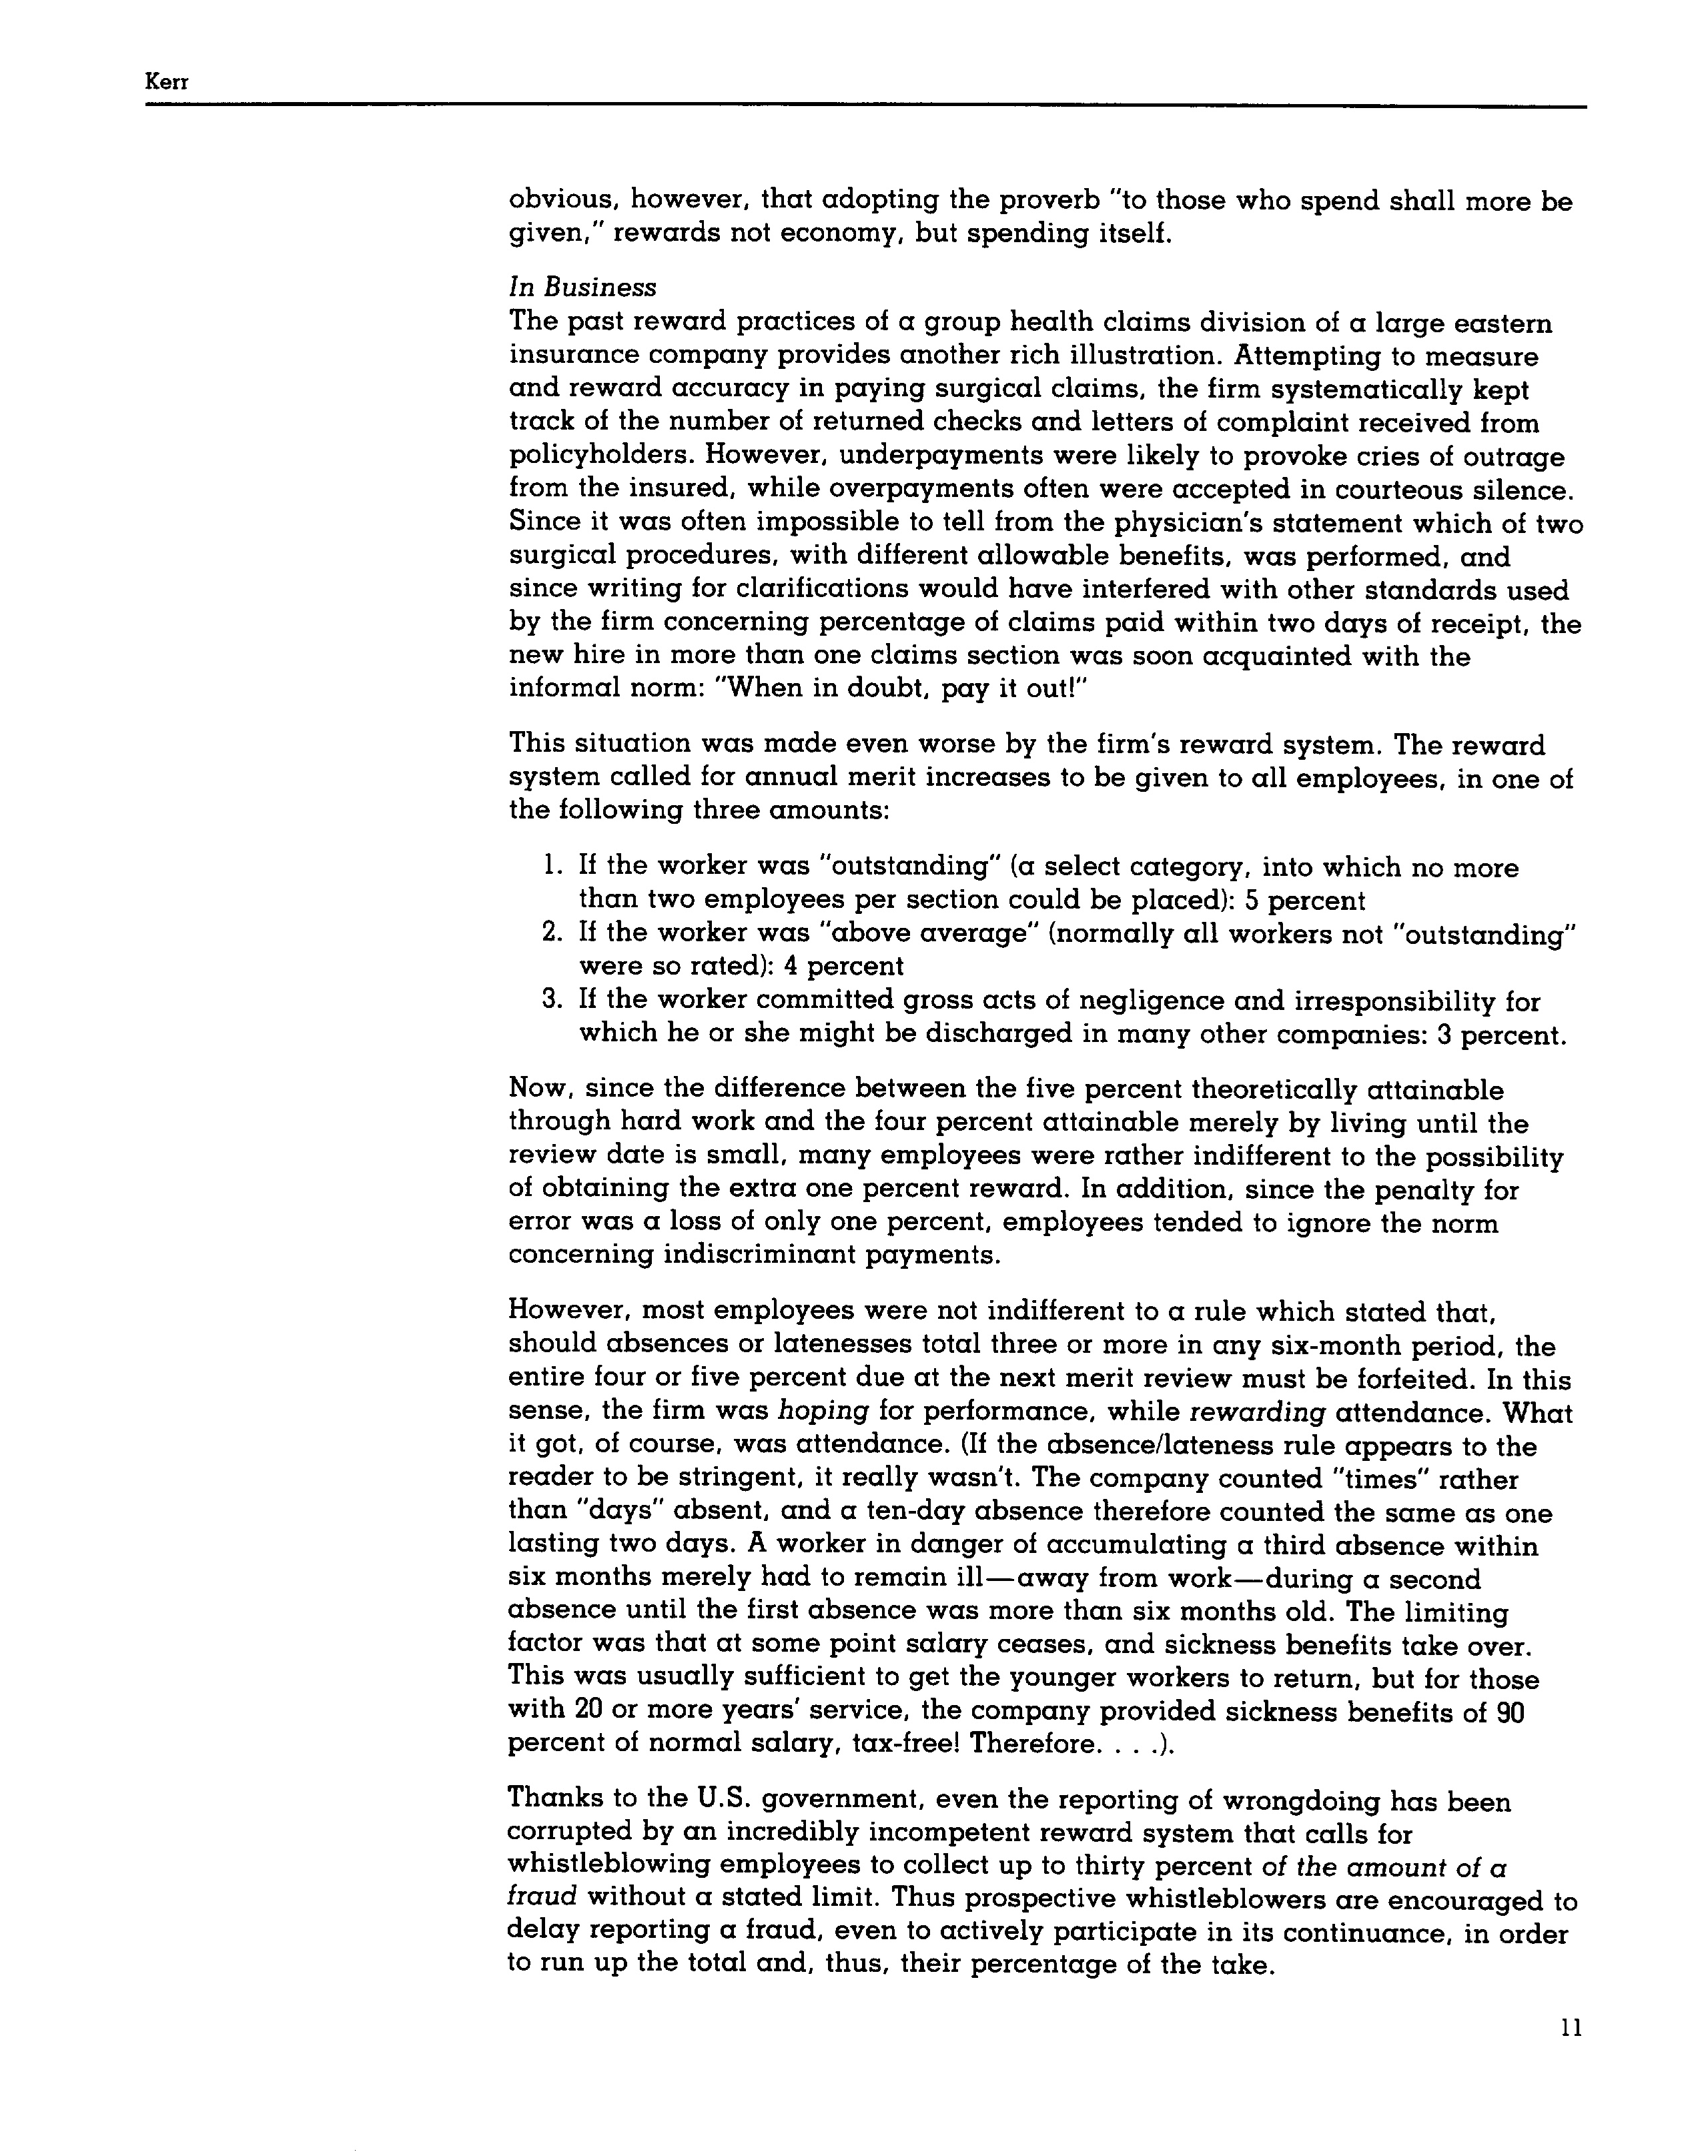 Kerr
obvious, however, that adopting the proverb "to those who spend shall more be
given," rewards not economy, but spending itself.
In Business
The past reward practices of a group health claims division of a large eastern
insurance company provides another rich illustration. Attempting to measure
and reward accuracy in paying surgical claims, the firm systematically kept
track of the number of returned checks and letters of complaint received from
policyholders. However, underpayments were likely to provoke cries of outrage
from the insured, while overpayments often were accepted in courteous silence.
Since it was often impossible to tell from the physician's statement which of two
surgical procedures, with different allowable benefits, was performed, and
since writing for clarifications would have interfered with other standards used
by the firm concerning percentage of claims paid within two days of receipt, the
new hire in more than one claims section was soon acquainted with the
informal norm: "When in doubt, pay it out!"
This situation was made even worse by the firm's reward system. The reward
system called for annual merit increases to be given to all employees, in one of
the following three amounts:
1. If the worker was "outstanding" (a select category, into which no more
than two employees per section could be placed): 5 percent
2. If the worker was "above average" (normally all workers not "outstanding"
were so rated): 4 percent
3. If the worker committed gross acts of negligence and irresponsibility for
which he or she might be discharged in many other companies: 3 percent.
Now, since the difference between the five percent theoretically attainable
through hard work and the four percent attainable merely by living until the
review date is small, many employees were rather indifferent to the possibility
of obtaining the extra one percent reward. In addition, since the penalty for
error was a loss of only one percent, employees tended to ignore the norm
concerning indiscriminant payments.
However, most employees were not indifferent to a rule which stated that,
should absences or latenesses total three or more in any six-month period, the
entire four or five percent due at the next merit review must be forfeited. In this
sense, the firm was hoping for performance, while rewarding attendance. What
it got, of course, was attendance. (If the absence/lateness rule appears to the
reader to be stringent, it really wasn't. The company counted "times" rather
than "days" absent, and a ten-day absence therefore counted the same as one
lasting two days. A worker in danger of accumulating a third absence within
six months merely had to remain ill—away from work—during a second
absence until the first absence was more than six months old. The limiting
factor was that at some point salary ceases, and sickness benefits take over.
This was usually sufficient to get the younger workers to return, but for those
with 20 or more years' service, the company provided sickness benefits of 90
percent of normal salary, tax-free! Therefore. . . .).
Thanks to the U.S. government, even the reporting of wrongdoing has been
corrupted by an incredibly incompetent reward system that calls for
whistleblowing employees to collect up to thirty percent of the amount of a
fraud without a stated limit. Thus prospective whistleblowers are encouraged to
delay reporting a fraud, even to actively participate in its continuance, in order
to run up the total and, thus, their percentage of the take.
11